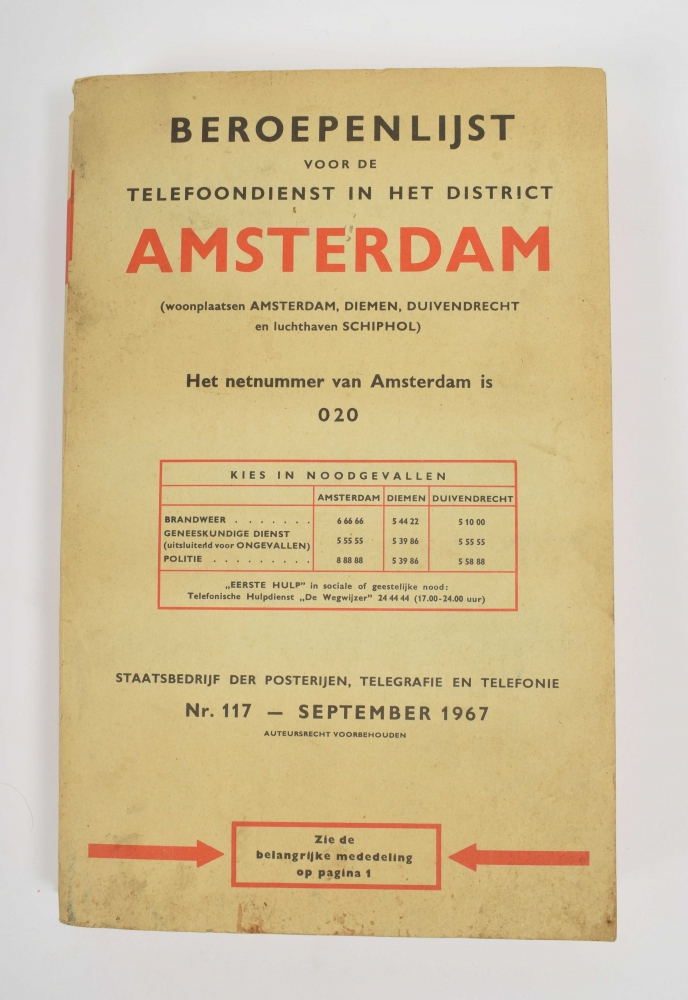 BEROEPENLIJST
VOOR DE
TELEFOONDIENST IN HET DISTRICT
AMSTERDAM
(woonplaatsen AMSTERDAM, DIEMEN, DUIVENDRECHT
en luchthaven SCHIPHOL)
Het netnummer van Amsterdam is
020
KIES IN NOODGEVALLEN
AMSTERDAM DIEMEN DUIVENDRECHT
BRANDWEER . . . . . . . 6 66 66 5 44 22 5 10 00
GENEESKUNDIGE DIENST
(uitsluitend voor ONGEVALLEN) 5 55 55 5 39 86 5 55 55
POLITIE . . . . . . . . . 8 88 88 5 39 86 5 58 88
„EERSTE HULP" in sociale of geestelijke nood:
Telefonische Hulpdienst „De Wegwijzer" 24 44 44 (17.00-24.00 uur)
STAATSBEDRIJF DER POSTERIJEN, TELEGRAFIE EN TELEFONIE
Nr. 117 — SEPTEMBER 1967
AUTEURSRECHT VOORBEHOUDEN
Zie de
belangrijke mededeling
op pagina 1